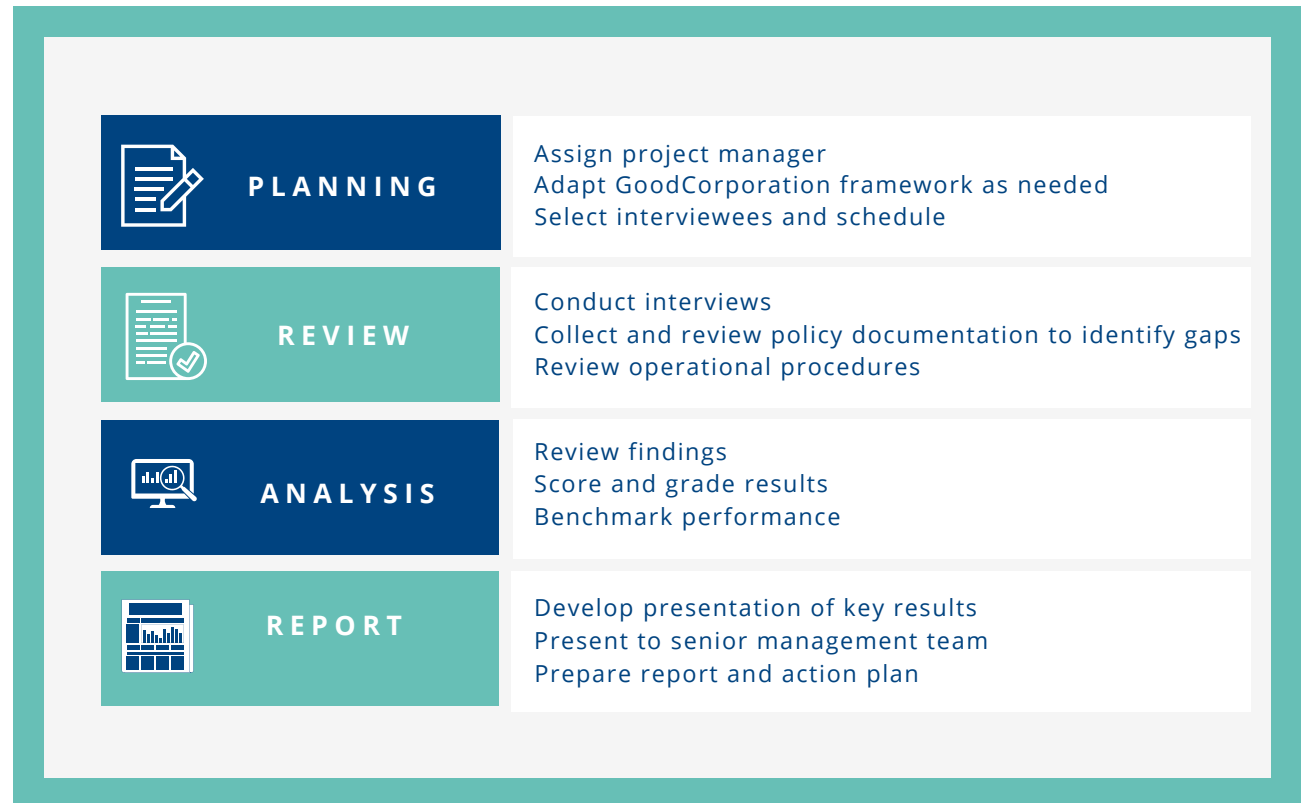 PLANNING
Assign project manager
Adapt GoodCorporation framework as needed
Select interviewees and schedule
REVIEW
Conduct interviews
Collect and review policy documentation to identify gaps
Review operational procedures
ANALYSIS
Review findings
Score and grade results
Benchmark performance
REPORT
Develop presentation of key results
Present to senior management team
Prepare report and action plan